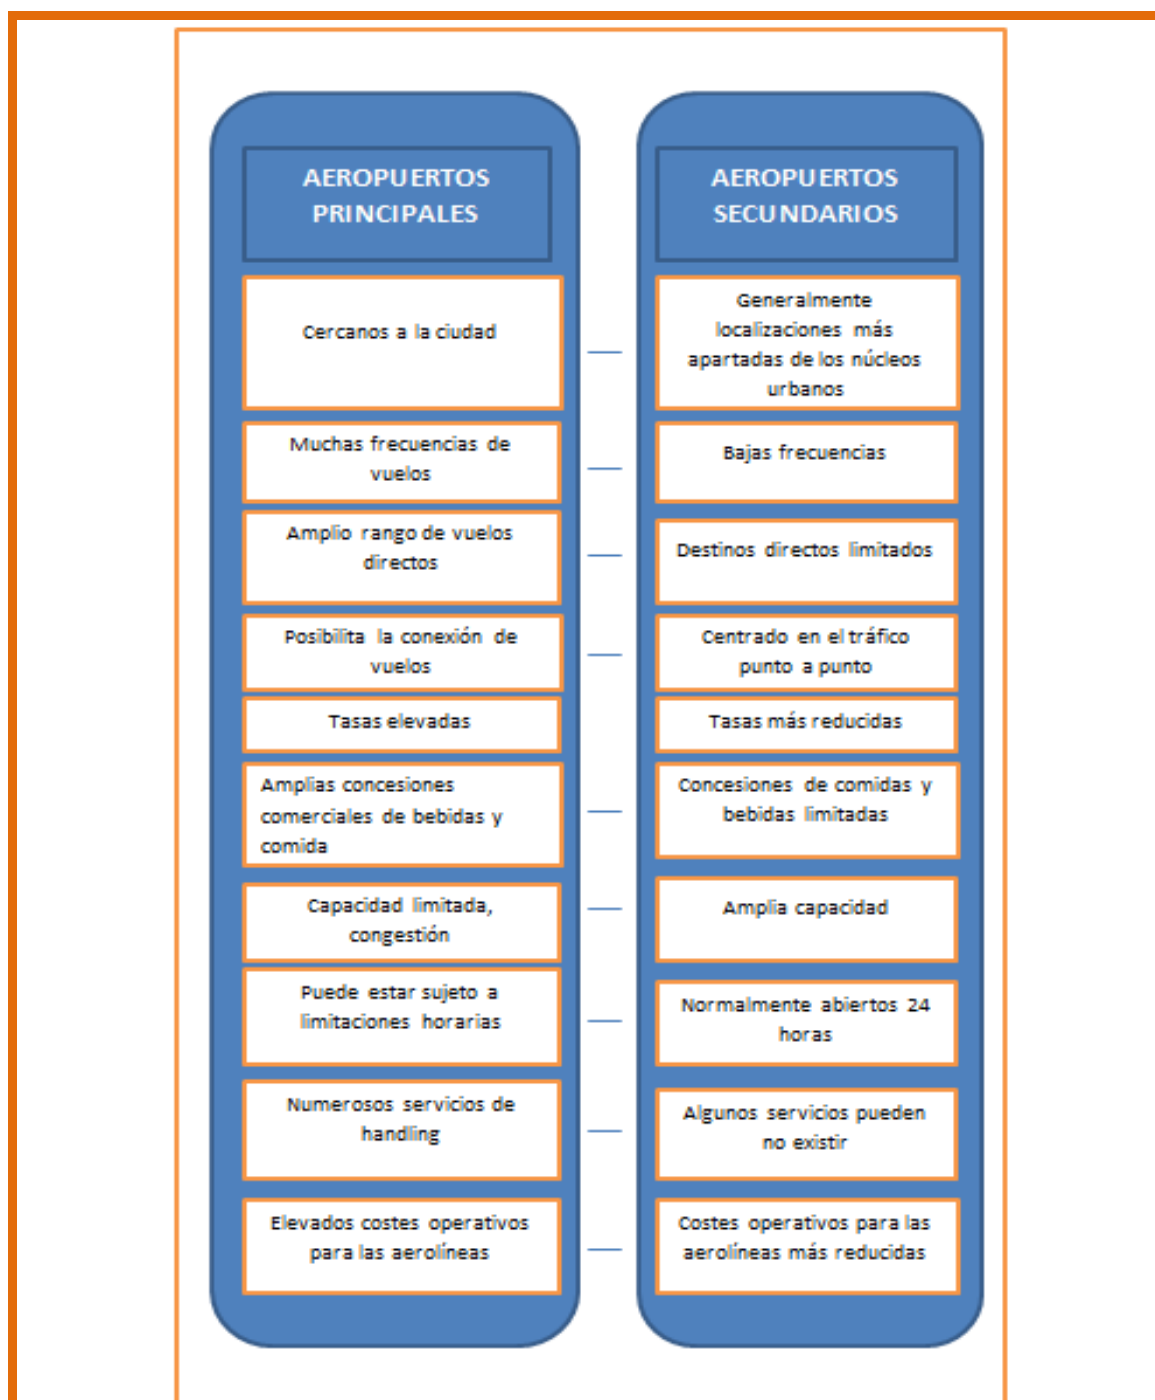 AEROPUERTOS
PRINCIPALES
AEROPUERTOS
SECUNDARIOS
Cercanos a la ciudad
Generalmente
localizaciones más
apartadas de los núcleos
urbanos
Muchas frecuencias de
vuelos
Bajas frecuencias
Amplio rango de vuelos
directos
Destinos directos limitados
Posibilita la conexión de
vuelos
Centrado en el tráfico
punto a punto
Tasas elevadas
Tasas más reducidas
Amplias concesiones
comerciales de bebidas y
comida
Concesiones de comidas y
bebidas limitadas
Capacidad limitada,
congestión
Amplia capacidad
Puede estar sujeto a
limitaciones horarias
Normalmente abiertos 24
horas
Numerosos servicios de
handling
Algunos servicios pueden
no existir
Elevados costes operativos
para las aerolíneas
Costes operativos para las
aerolíneas más reducidas